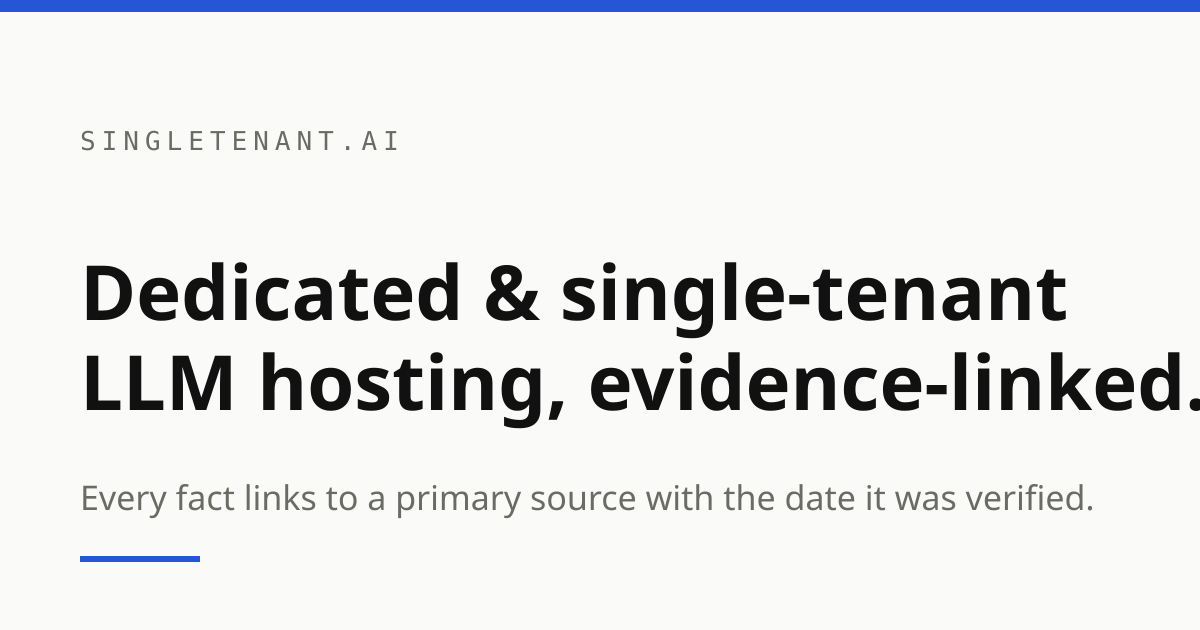 SINGLETENANT.AI
Dedicated & single-tenant
LLM hosting, evidence-linked.
Every fact links to a primary source with the date it was verified.